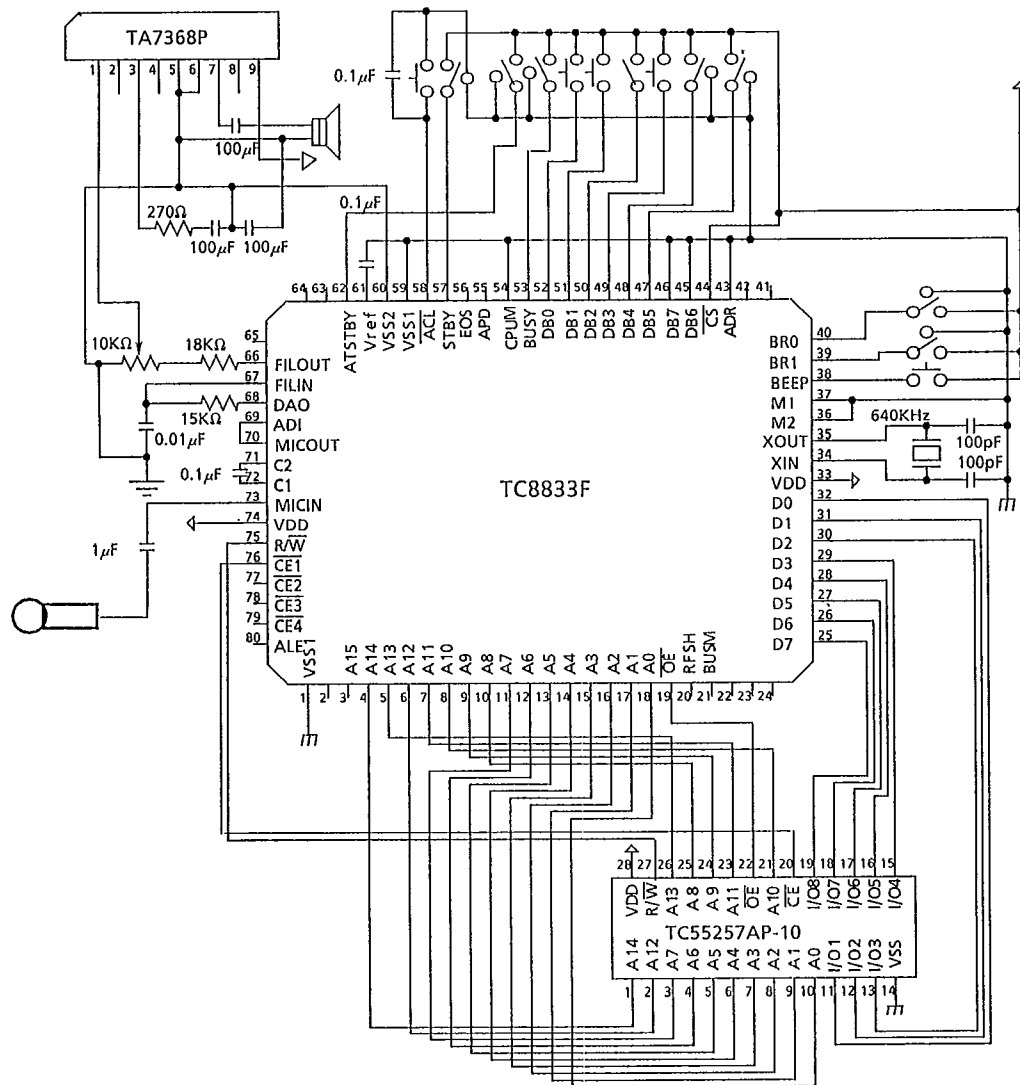 TA7368P
1 2 3 4 5 6 7 8 9
0.1μF
100μF
270Ω
100μF 100μF
0.1μF
64 63 62 61 60 59 58 57 56 55 54 53 52 51 50 49 48 47 46 45 44 43 42 41
ATSTBY Vref VSS2 VSS1 ACL STBY EOS APD CPUM BUSY DB0 DB1 DB2 DB3 DB4 DB5 DB7 DB6 CS ADR
65
10KΩ 18KΩ 66 FILOUT
67 FILIN
15KΩ 68 DAO
0.01μF 69 ADI
70 MICOUT
0.1μF 71 C2
72 C1
73 MICIN
74 VDD
1μF 75 R/W
76 CE1
77 CE2
78 CE3
79 CE4
80 ALE
TC8833F
40 BR0
39 BR1
38 BEEP
37 M1
36 M2
35 XOUT
34 XIN
33 VDD
640KHz
100pF
100pF
32 D0
31 D1
30 D2
29 D3
28 D4
27 D5
26 D6
25 D7
VSS1 A15 A14 A13 A12 A11 A10 A9 A8 A7 A6 A5 A4 A3 A2 A1 A0 OE RFSH BUSM
1 2 3 4 5 6 7 8 9 10 11 12 13 14 15 16 17 18 19 20 21 22 23 24
28 27 26 25 24 23 22 21 20 19 18 17 16 15
VDD R/W A13 A8 A9 A11 OE A10 CE I/O8 I/O7 I/O6 I/O5 I/O4
TC55257AP-10
A14 A12 A7 A6 A5 A4 A3 A2 A1 A0 I/O1 I/O2 I/O3 VSS
1 2 3 4 5 6 7 8 9 10 11 12 13 14